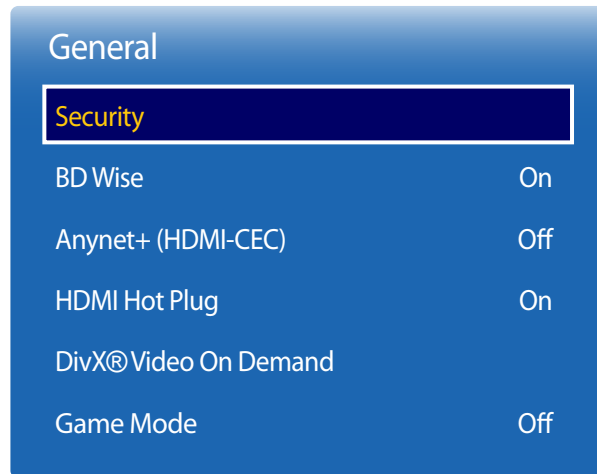 General
Security
BD Wise On
Anynet+ (HDMI-CEC) Off
HDMI Hot Plug On
DivX® Video On Demand
Game Mode Off